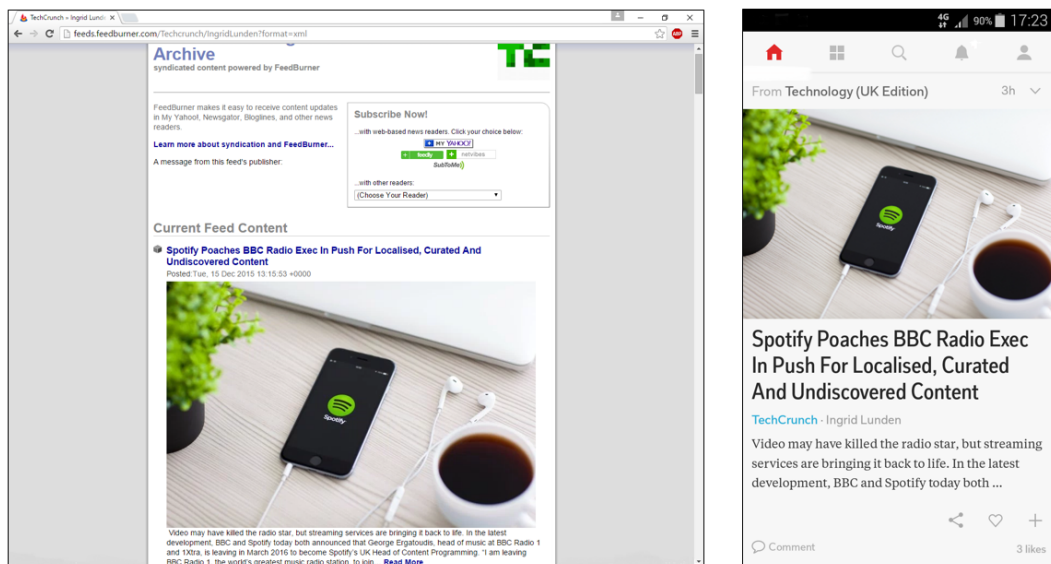 TechCrunch » Ingrid Lund
feeds.feedburner.com/Techcrunch/IngridLunden?format=xml
ABP
Archive
syndicated content powered by FeedBurner
FeedBurner makes it easy to receive content updates
in My Yahoo!, Newsgator, Bloglines, and other news
readers.
Learn more about syndication and FeedBurner...
A message from this feed's publisher:
Subscribe Now!
...with web-based news readers. Click your choice below:
MY YAHOO!
feedly
netvibes
SubToMe
...with other readers:
(Choose Your Reader)
Current Feed Content
Spotify Poaches BBC Radio Exec In Push For Localised, Curated And
Undiscovered Content
Posted:Tue, 15 Dec 2015 13:15:53 +0000
Spotify
Video may have killed the radio star, but streaming services are bringing it back to life. In the latest
development, BBC and Spotify today both announced that George Ergatoudis, head of music at BBC Radio 1
and 1Xtra, is leaving in March 2016 to become Spotify's UK Head of Content Programming. "I am leaving
BBC Radio 1, the world's greatest music radio station, to join... Read More
4G 90% 17:23
From Technology (UK Edition) 3h
Spotify
Spotify Poaches BBC Radio Exec
In Push For Localised, Curated
And Undiscovered Content
TechCrunch · Ingrid Lunden
Video may have killed the radio star, but streaming
services are bringing it back to life. In the latest
development, BBC and Spotify today both ...
Comment 3 likes